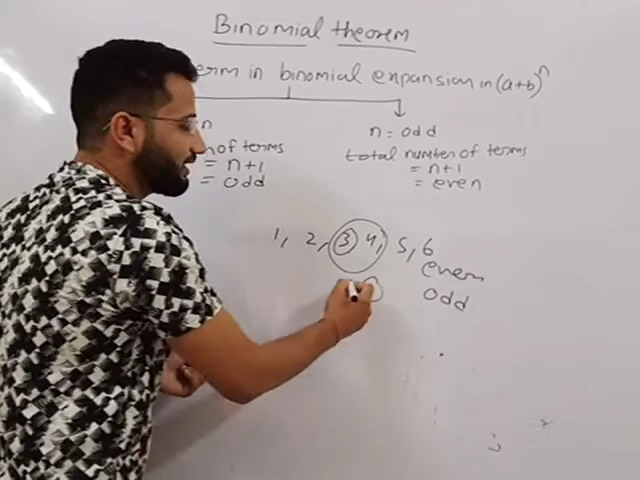 Binomial theorem
erm in binomial expansion in (a+b)^n
n
n = odd
of terms
= n+1
= odd
total number of terms
= n+1
= even
1, 2, 3 4, 5, 6
even
odd